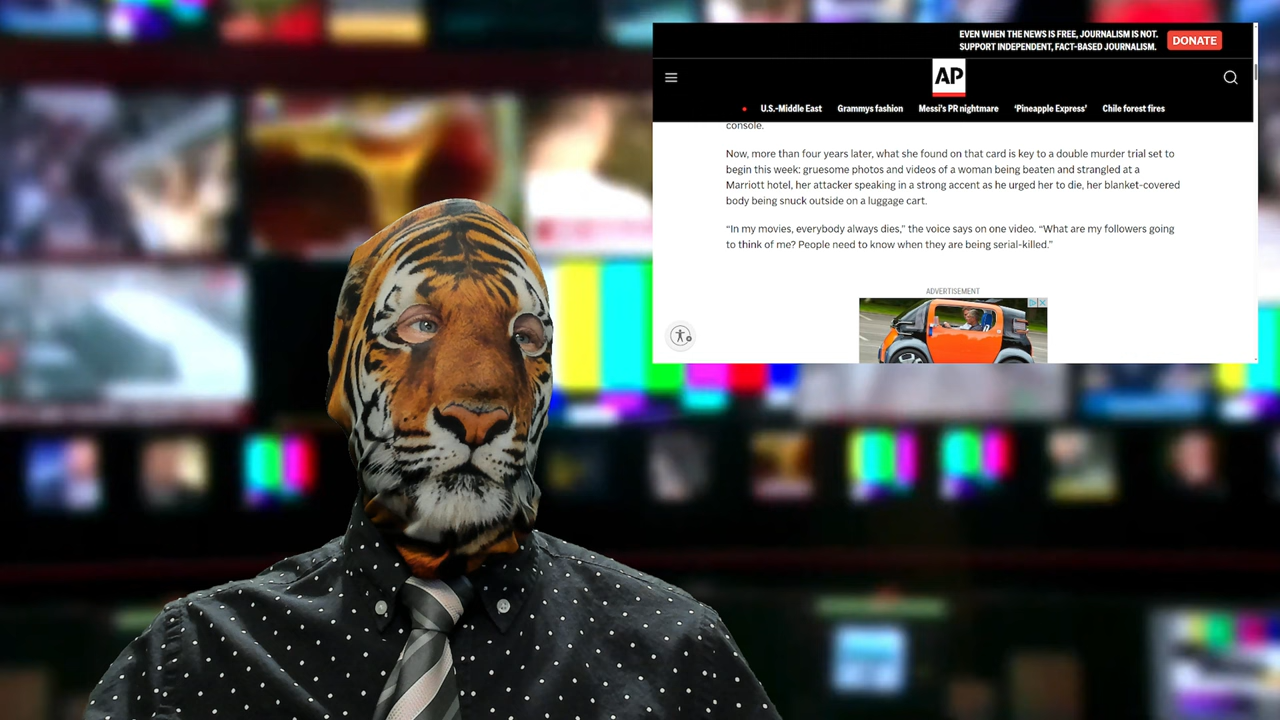 EVEN WHEN THE NEWS IS FREE, JOURNALISM IS NOT.
SUPPORT INDEPENDENT, FACT-BASED JOURNALISM.
DONATE
AP
U.S.-Middle East Grammys fashion Messi's PR nightmare 'Pineapple Express' Chile forest fires
console.
Now, more than four years later, what she found on that card is key to a double murder trial set to
begin this week: gruesome photos and videos of a woman being beaten and strangled at a
Marriott hotel, her attacker speaking in a strong accent as he urged her to die, her blanket-covered
body being snuck outside on a luggage cart.
“In my movies, everybody always dies,” the voice says on one video. “What are my followers going
to think of me? People need to know when they are being serial-killed.”
ADVERTISEMENT